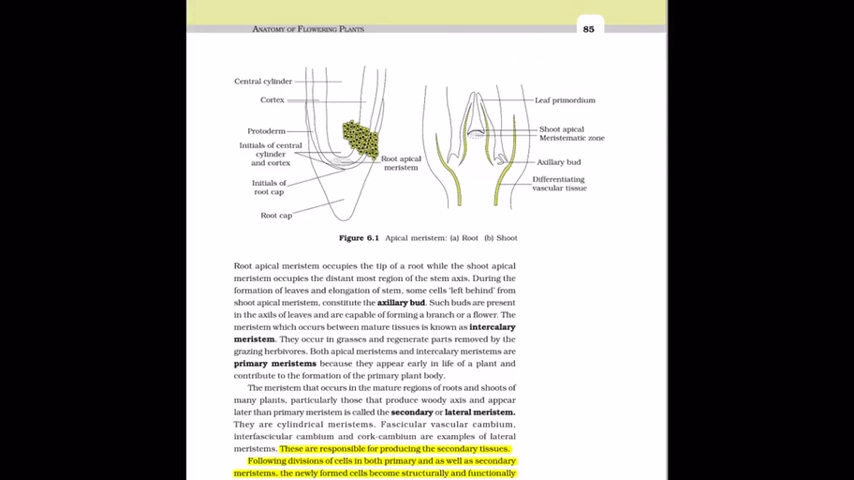 ANATOMY OF FLOWERING PLANTS
85
Central cylinder
Cortex
Protoderm
Initials of central
cylinder
and cortex
Initials of
root cap
Root cap
Root apical
meristem
Leaf primordium
Shoot apical
Meristematic zone
Axillary bud
Differentiating
vascular tissue
Figure 6.1 Apical meristem: (a) Root (b) Shoot
Root apical meristem occupies the tip of a root while the shoot apical
meristem occupies the distant most region of the stem axis. During the
formation of leaves and elongation of stem, some cells 'left behind' from
shoot apical meristem, constitute the axillary bud. Such buds are present
in the axils of leaves and are capable of forming a branch or a flower. The
meristem which occurs between mature tissues is known as intercalary
meristem. They occur in grasses and regenerate parts removed by the
grazing herbivores. Both apical meristems and intercalary meristems are
primary meristems because they appear early in life of a plant and
contribute to the formation of the primary plant body.
The meristem that occurs in the mature regions of roots and shoots of
many plants, particularly those that produce woody axis and appear
later than primary meristem is called the secondary or lateral meristem.
They are cylindrical meristems. Fascicular vascular cambium,
interfascicular cambium and cork-cambium are examples of lateral
meristems. These are responsible for producing the secondary tissues.
Following divisions of cells in both primary and as well as secondary
meristems, the newly formed cells become structurally and functionally